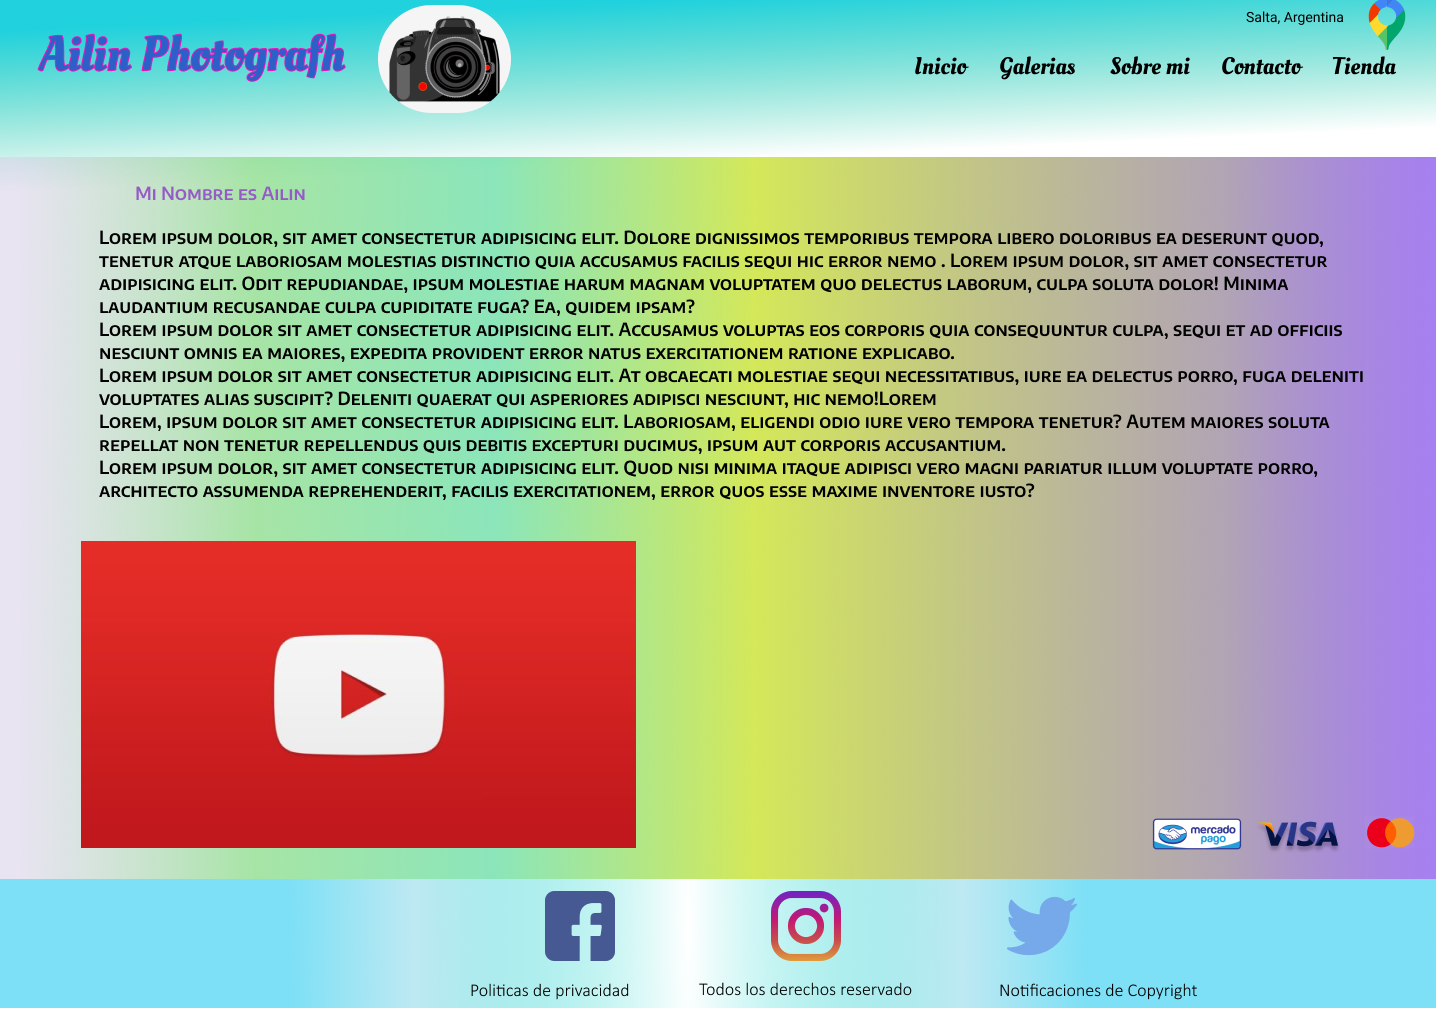 Salta, Argentina
Ailin Photografh
Inicio Galerias Sobre mi Contacto Tienda
Mi Nombre es Ailin
Lorem ipsum dolor, sit amet consectetur adipisicing elit. Dolore dignissimos temporibus tempora libero doloribus ea deserunt quod,
tenetur atque laboriosam molestias distinctio quia accusamus facilis sequi hic error nemo . Lorem ipsum dolor, sit amet consectetur
adipisicing elit. Odit repudiandae, ipsum molestiae harum magnam voluptatem quo delectus laborum, culpa soluta dolor! Minima
laudantium recusandae culpa cupiditate fuga? Ea, quidem ipsam?
Lorem ipsum dolor sit amet consectetur adipisicing elit. Accusamus voluptas eos corporis quia consequuntur culpa, sequi et ad officiis
nesciunt omnis ea maiores, expedita provident error natus exercitationem ratione explicabo.
Lorem ipsum dolor sit amet consectetur adipisicing elit. At obcaecati molestiae sequi necessitatibus, iure ea delectus porro, fuga deleniti
voluptates alias suscipit? Deleniti quaerat qui asperiores adipisci nesciunt, hic nemo!Lorem
Lorem, ipsum dolor sit amet consectetur adipisicing elit. Laboriosam, eligendi odio iure vero tempora tenetur? Autem maiores soluta
repellat non tenetur repellendus quis debitis excepturi ducimus, ipsum aut corporis accusantium.
Lorem ipsum dolor, sit amet consectetur adipisicing elit. Quod nisi minima itaque adipisci vero magni pariatur illum voluptate porro,
architecto assumenda reprehenderit, facilis exercitationem, error quos esse maxime inventore iusto?
mercado
pago
VISA
Politicas de privacidad
Todos los derechos reservado
Notificaciones de Copyright